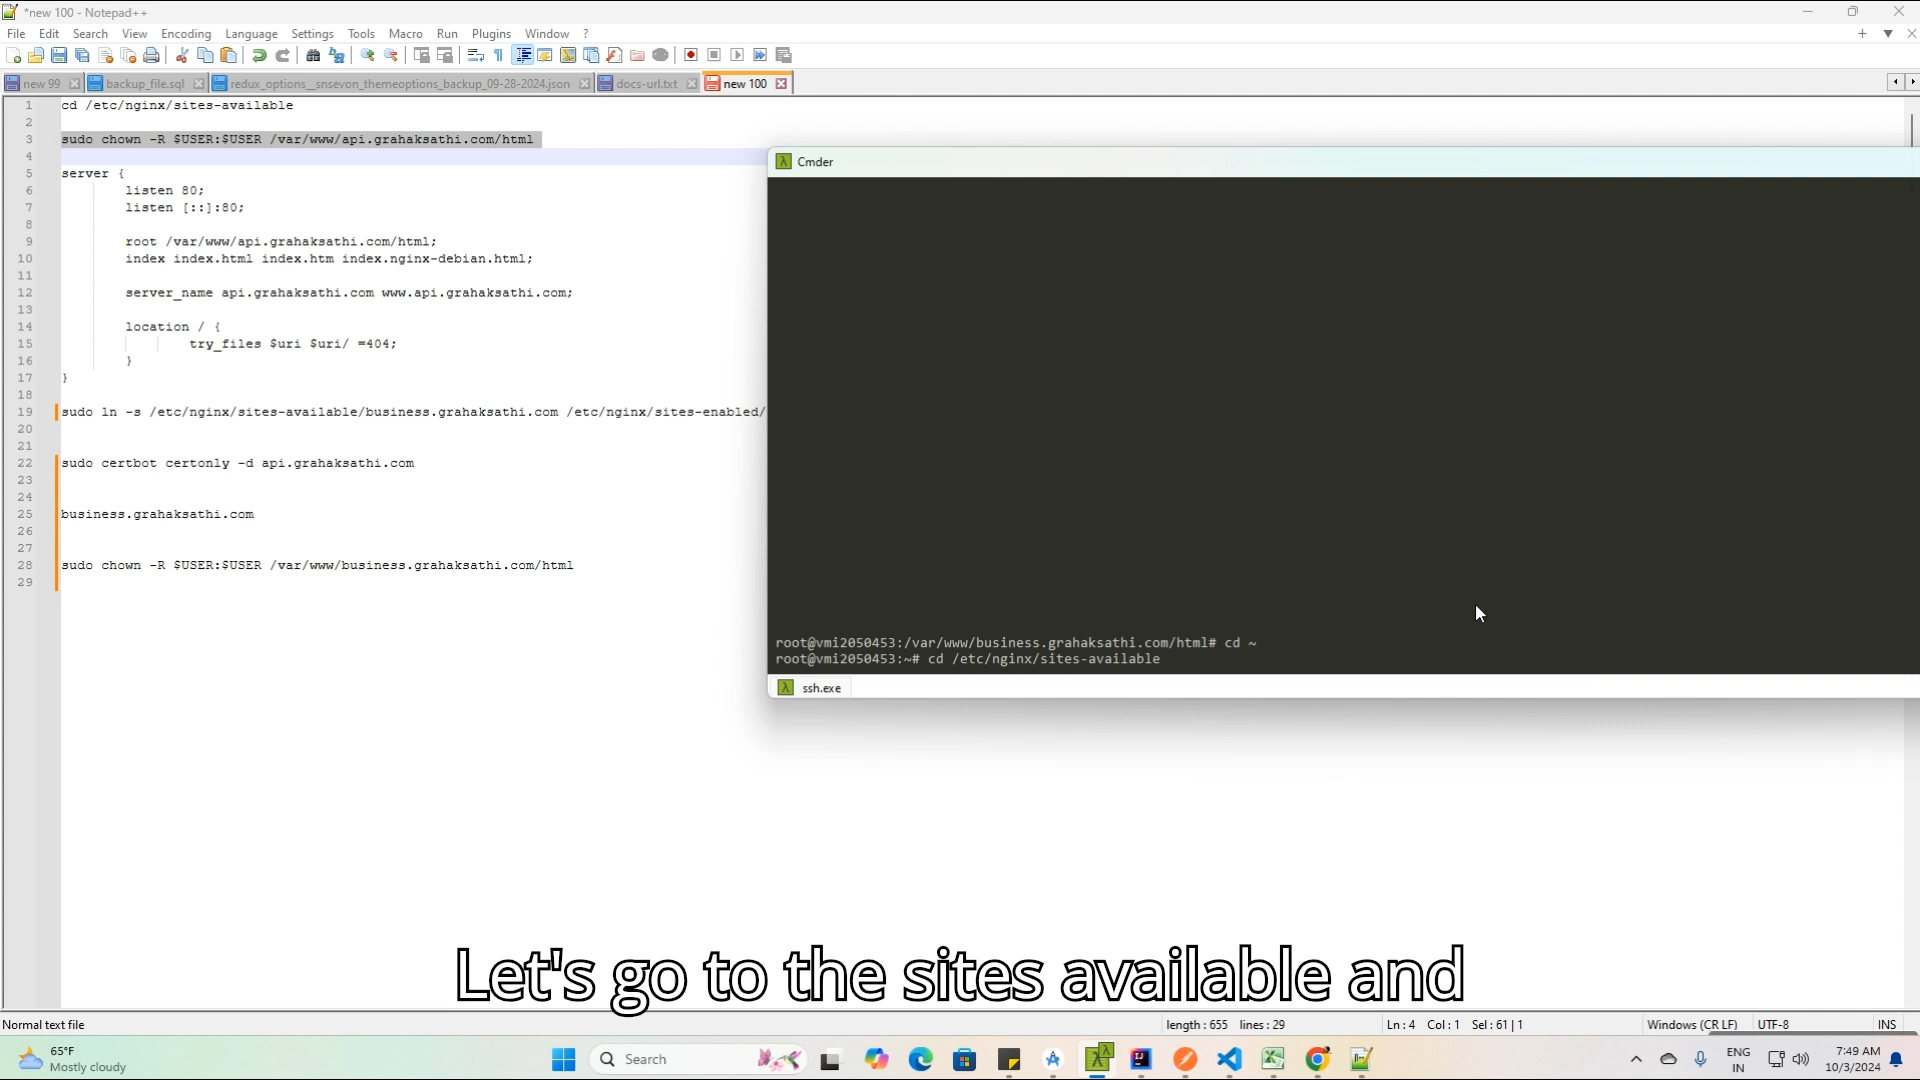 *new 100 - Notepad++
File Edit Search View Encoding Language Settings Tools Macro Run Plugins Window ?
new 99 backup_file.sql redux_options__snsevon_themeoptions_backup_09-28-2024.json docs-url.txt new 100
1 cd /etc/nginx/sites-available
2
3 sudo chown -R $USER:$USER /var/www/api.grahaksathi.com/html
4
5 server {
6 listen 80;
7 listen [::]:80;
8
9 root /var/www/api.grahaksathi.com/html;
10 index index.html index.htm index.nginx-debian.html;
11
12 server_name api.grahaksathi.com www.api.grahaksathi.com;
13
14 location / {
15 try_files $uri $uri/ =404;
16 }
17 }
18
19 sudo ln -s /etc/nginx/sites-available/business.grahaksathi.com /etc/nginx/sites-enabled/
20
21
22 sudo certbot certonly -d api.grahaksathi.com
23
24
25 business.grahaksathi.com
26
27
28 sudo chown -R $USER:$USER /var/www/business.grahaksathi.com/html
29
Cmder
root@vmi2050453:/var/www/business.grahaksathi.com/html# cd ~
root@vmi2050453:~# cd /etc/nginx/sites-available
ssh.exe
Let's go to the sites available and
Normal text file length : 655 lines : 29 Ln : 4 Col : 1 Sel : 61 | 1 Windows (CR LF) UTF-8 INS
65°F
Mostly cloudy
Search
ENG
IN
7:49 AM
10/3/2024